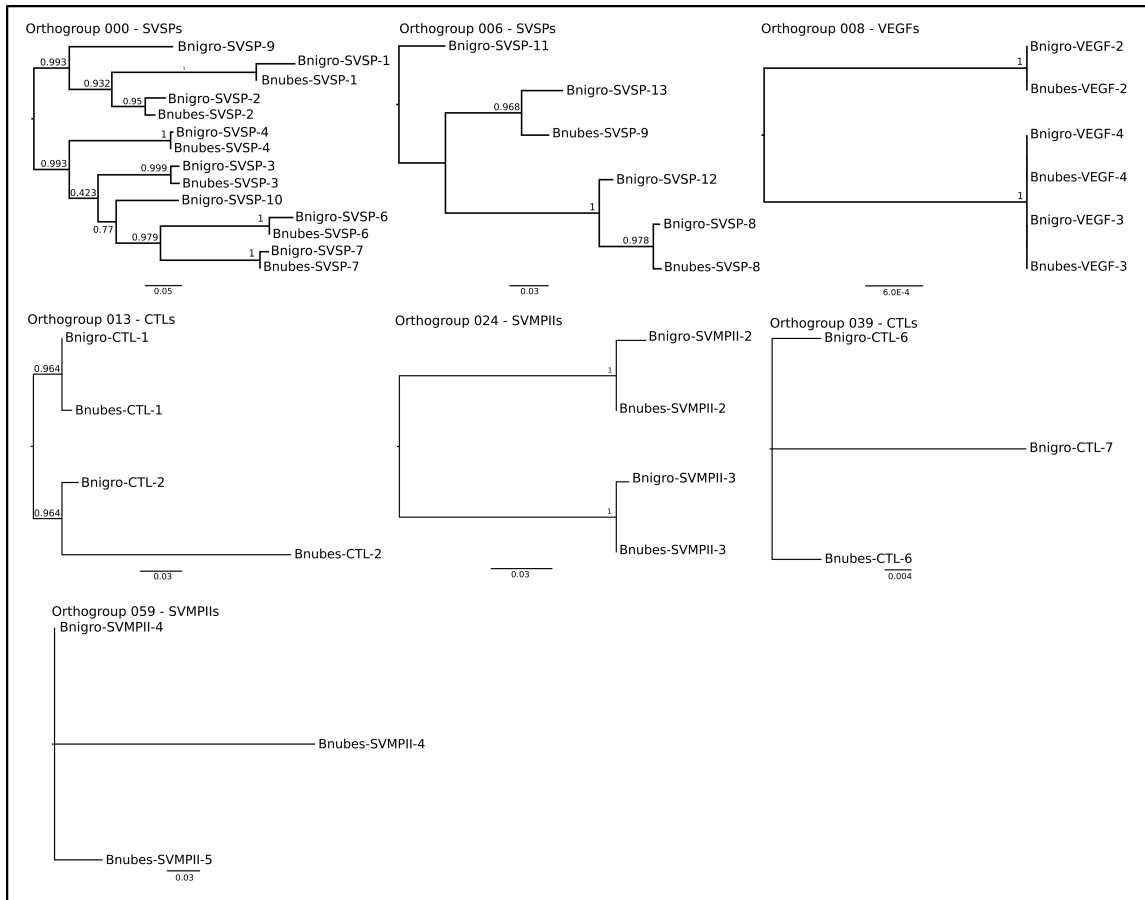 Orthogroup 000 - SVSPs
Bnigro-SVSP-9
0.993
Bnigro-SVSP-1
1
0.932
Bnubes-SVSP-1
Bnigro-SVSP-2
0.95
Bnubes-SVSP-2
Bnigro-SVSP-4
1
Bnubes-SVSP-4
0.993
Bnigro-SVSP-3
0.999
Bnubes-SVSP-3
0.423
Bnigro-SVSP-10
0.77
Bnigro-SVSP-6
1
Bnubes-SVSP-6
0.979
Bnigro-SVSP-7
1
Bnubes-SVSP-7
0.05
Orthogroup 006 - SVSPs
Bnigro-SVSP-11
Bnigro-SVSP-13
0.968
Bnubes-SVSP-9
Bnigro-SVSP-12
1
Bnigro-SVSP-8
0.978
Bnubes-SVSP-8
0.03
Orthogroup 008 - VEGFs
Bnigro-VEGF-2
1
Bnubes-VEGF-2
Bnigro-VEGF-4
Bnubes-VEGF-4
1
Bnigro-VEGF-3
Bnubes-VEGF-3
6.0E-4
Orthogroup 013 - CTLs
Bnigro-CTL-1
0.964
Bnubes-CTL-1
Bnigro-CTL-2
0.964
Bnubes-CTL-2
0.03
Orthogroup 024 - SVMPIIs
Bnigro-SVMPII-2
1
Bnubes-SVMPII-2
Bnigro-SVMPII-3
1
Bnubes-SVMPII-3
0.03
Orthogroup 039 - CTLs
Bnigro-CTL-6
Bnigro-CTL-7
Bnubes-CTL-6
0.004
Orthogroup 059 - SVMPIIs
Bnigro-SVMPII-4
Bnubes-SVMPII-4
Bnubes-SVMPII-5
0.03